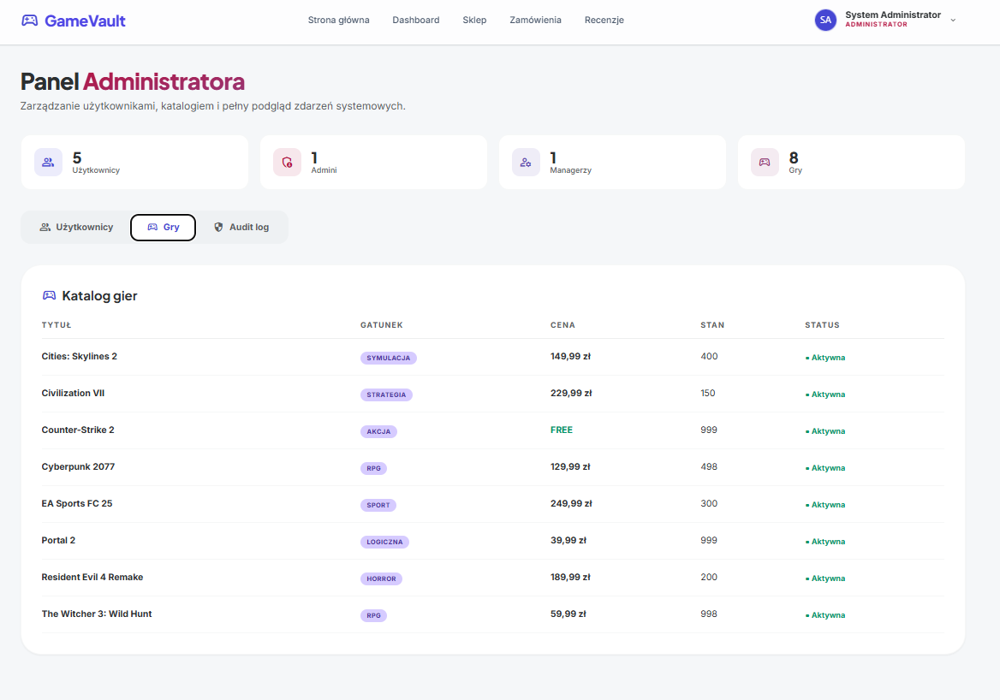 GameVault
Strona główna Dashboard Sklep Zamówienia Recenzje
SA System Administrator
ADMINISTRATOR
Panel Administratora
Zarządzanie użytkownikami, katalogiem i pełny podgląd zdarzeń systemowych.
5 Użytkownicy
1 Admini
1 Managerzy
8 Gry
Użytkownicy Gry Audit log
Katalog gier
TYTUŁ GATUNEK CENA STAN STATUS
Cities: Skylines 2 SYMULACJA 149,99 zł 400 Aktywna
Civilization VII STRATEGIA 229,99 zł 150 Aktywna
Counter-Strike 2 AKCJA FREE 999 Aktywna
Cyberpunk 2077 RPG 129,99 zł 498 Aktywna
EA Sports FC 25 SPORT 249,99 zł 300 Aktywna
Portal 2 LOGICZNA 39,99 zł 999 Aktywna
Resident Evil 4 Remake HORROR 189,99 zł 200 Aktywna
The Witcher 3: Wild Hunt RPG 59,99 zł 998 Aktywna